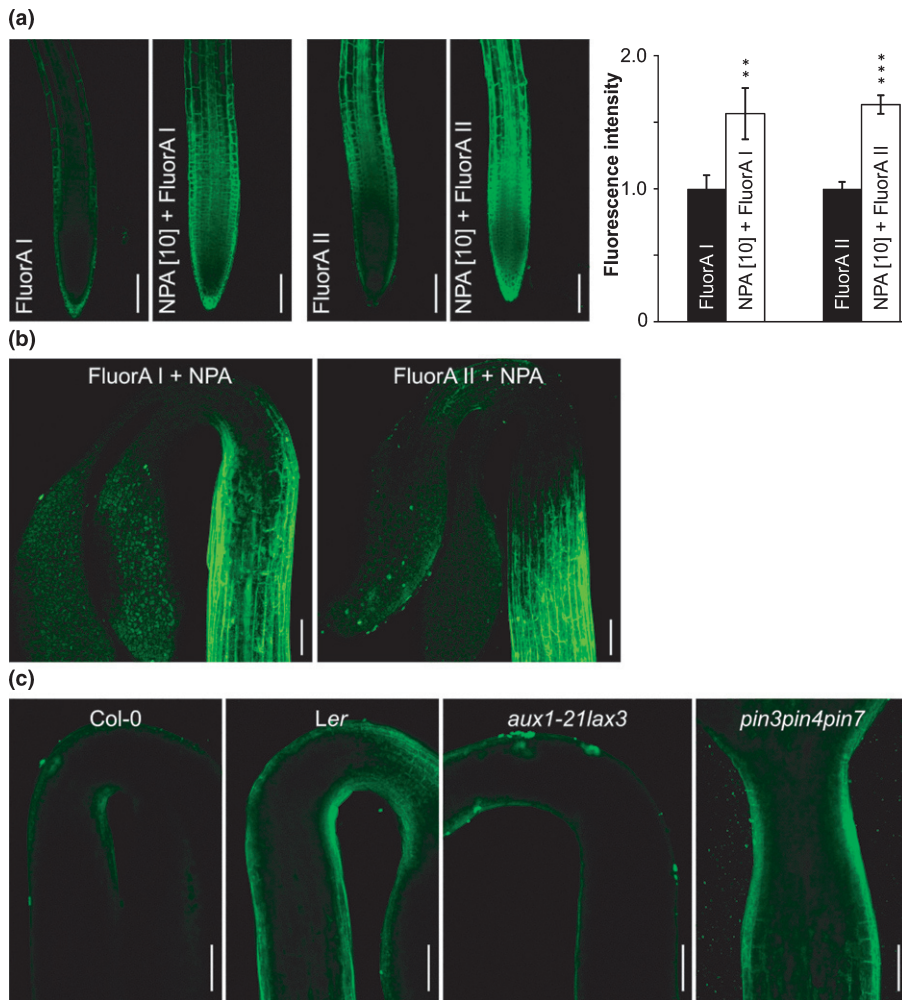 (a)
FluorA I
NPA [10] + FluorA I
FluorA II
NPA [10] + FluorA II
Fluorescence intensity
2.0
1.0
0
**
***
FluorA I
NPA [10] + FluorA I
FluorA II
NPA [10] + FluorA II
(b)
FluorA I + NPA
FluorA II + NPA
(c)
Col-0
Ler
aux1-21lax3
pin3pin4pin7